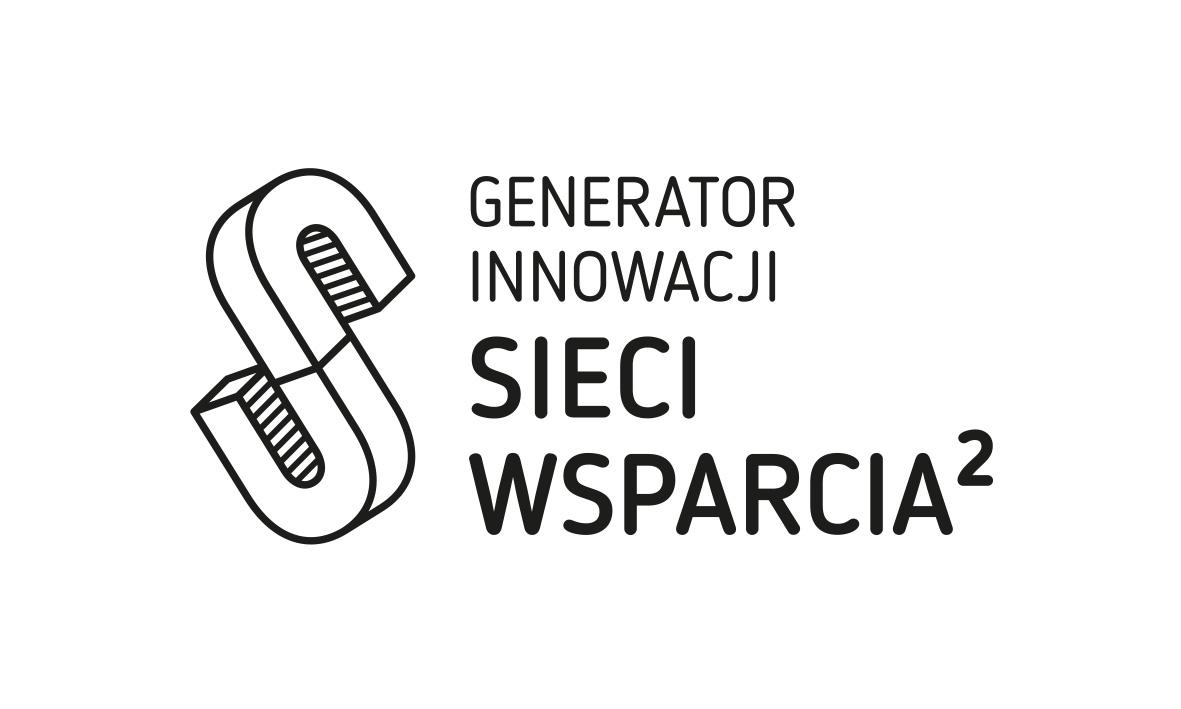 GENERATOR
INNOWACJI
SIECI
WSPARCIA²